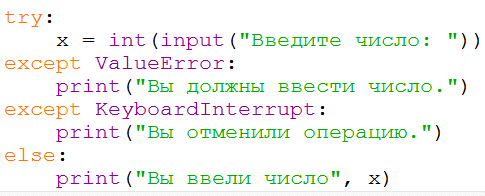 try:
    x = int(input("Введите число: "))
except ValueError:
    print("Вы должны ввести число.")
except KeyboardInterrupt:
    print("Вы отменили операцию.")
else:
    print("Вы ввели число", x)